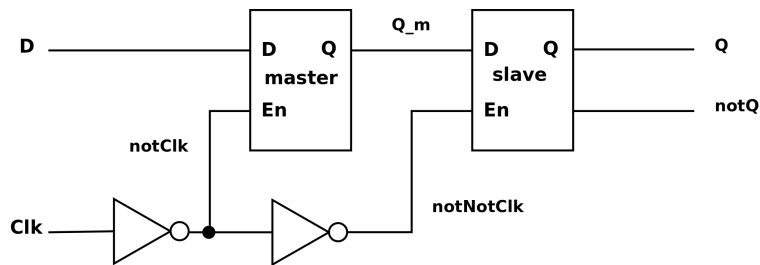 Q_m
D
D Q
D Q
Q
master
slave
En
En
notQ
notClk
notNotClk
Clk